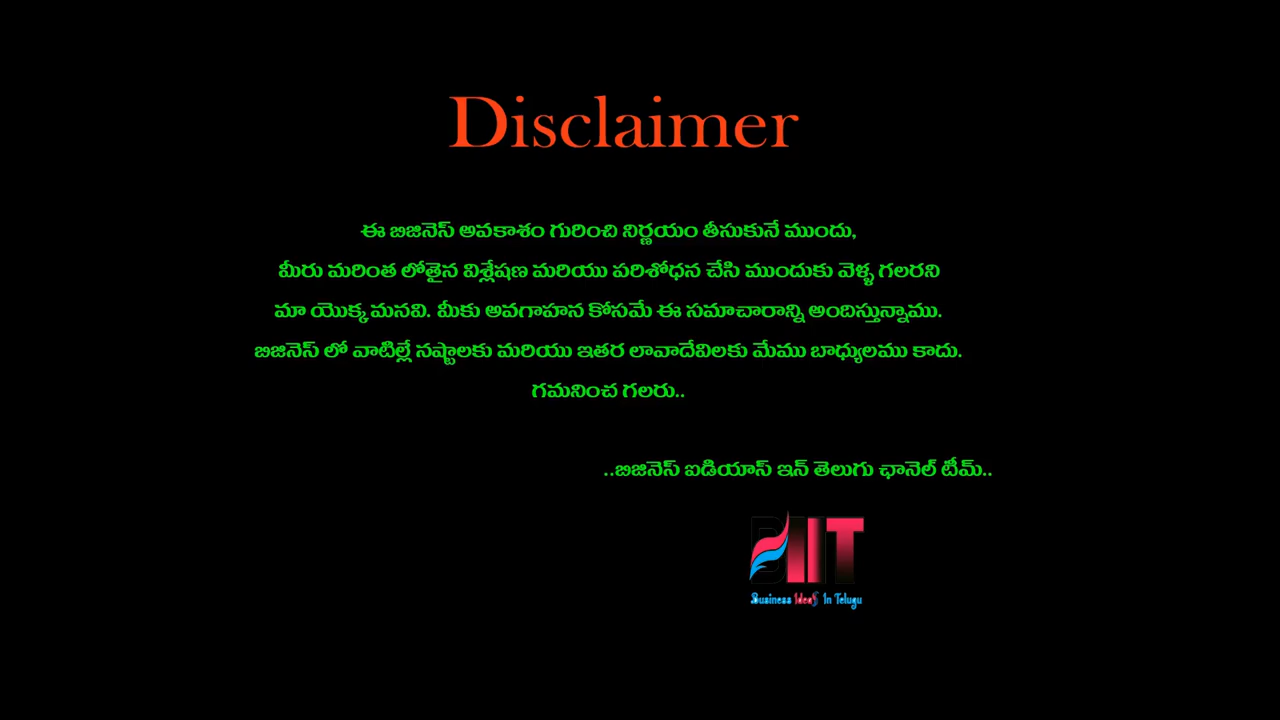 Disclaimer
ఈ బిజినెస్ అవకాశం గురించి నిర్ణయం తీసుకునే ముందు,
మీరు మరింత లోతైన విశ్లేషణ మరియు పరిశోధన చేసి ముందుకు వెళ్ళ గలరని
మా యొక్క మనవి. మీకు అవగాహన కోసమే ఈ సమాచారాన్ని అందిస్తున్నాము.
బిజినెస్ లో వాటిల్లే నష్టాలకు మరియు ఇతర లావాదేవిలకు మేము బాధ్యులము కాదు.
గమనించ గలరు..
..బిజినెస్ ఐడియాస్ ఇన్ తెలుగు ఛానెల్ టీమ్..
BIIT
Business IdeaS In Telugu